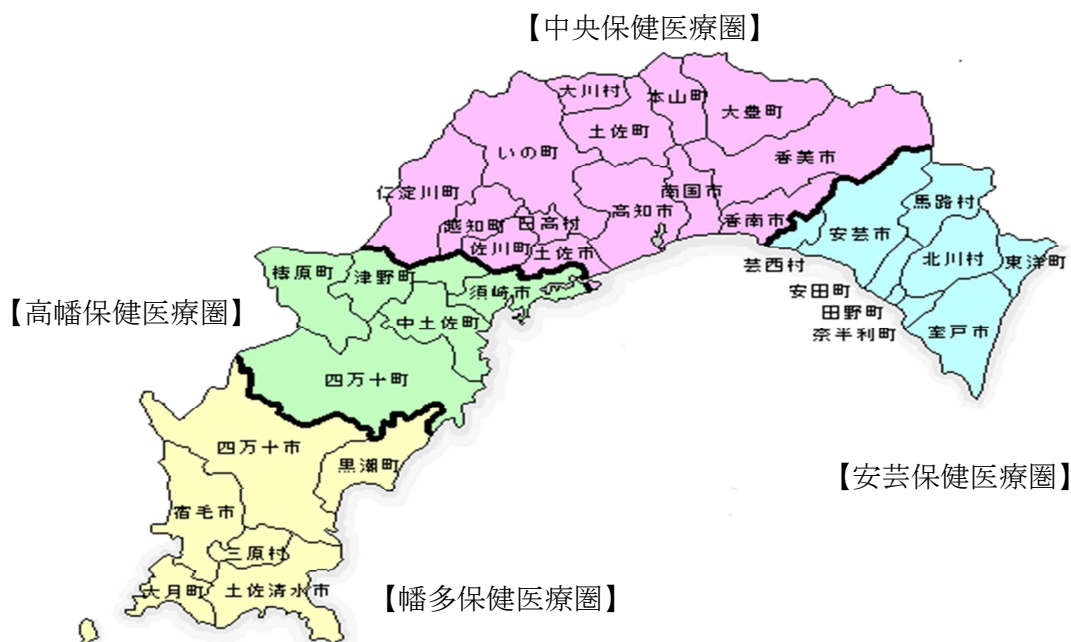 【中央保健医療圏】
大川村
本山町
大豊町
土佐町
いの町
香美市
仁淀川町
南国市
高知市
香南市
越知町
日高村
佐川町
土佐市
馬路村
安芸市
北川村
東洋町
芸西村
安田町
田野町
奈半利町
室戸市
梼原町
津野町
須崎市
【高幡保健医療圏】
中土佐町
四万十町
四万十市
黒潮町
【安芸保健医療圏】
宿毛市
三原村
大月町
土佐清水市
【幡多保健医療圏】